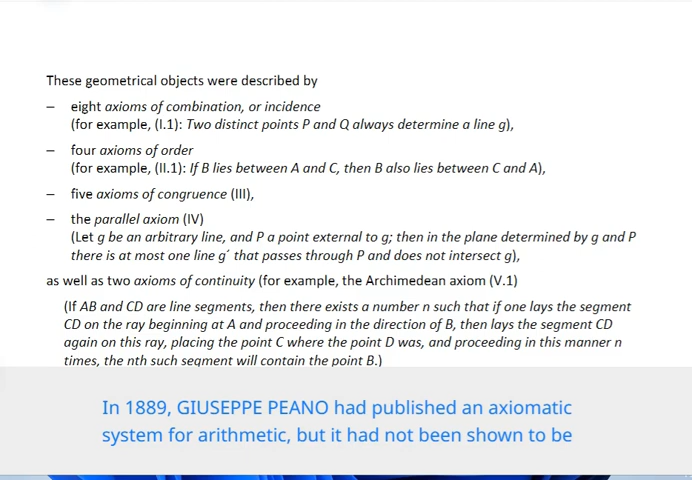 These geometrical objects were described by
– eight axioms of combination, or incidence
(for example, (I.1): Two distinct points P and Q always determine a line g),
– four axioms of order
(for example, (II.1): If B lies between A and C, then B also lies between C and A),
– five axioms of congruence (III),
– the parallel axiom (IV)
(Let g be an arbitrary line, and P a point external to g; then in the plane determined by g and P
there is at most one line g´ that passes through P and does not intersect g),
as well as two axioms of continuity (for example, the Archimedean axiom (V.1)
(If AB and CD are line segments, then there exists a number n such that if one lays the segment
CD on the ray beginning at A and proceeding in the direction of B, then lays the segment CD
again on this ray, placing the point C where the point D was, and proceeding in this manner n
times, the nth such segment will contain the point B.)
In 1889, GIUSEPPE PEANO had published an axiomatic
system for arithmetic, but it had not been shown to be